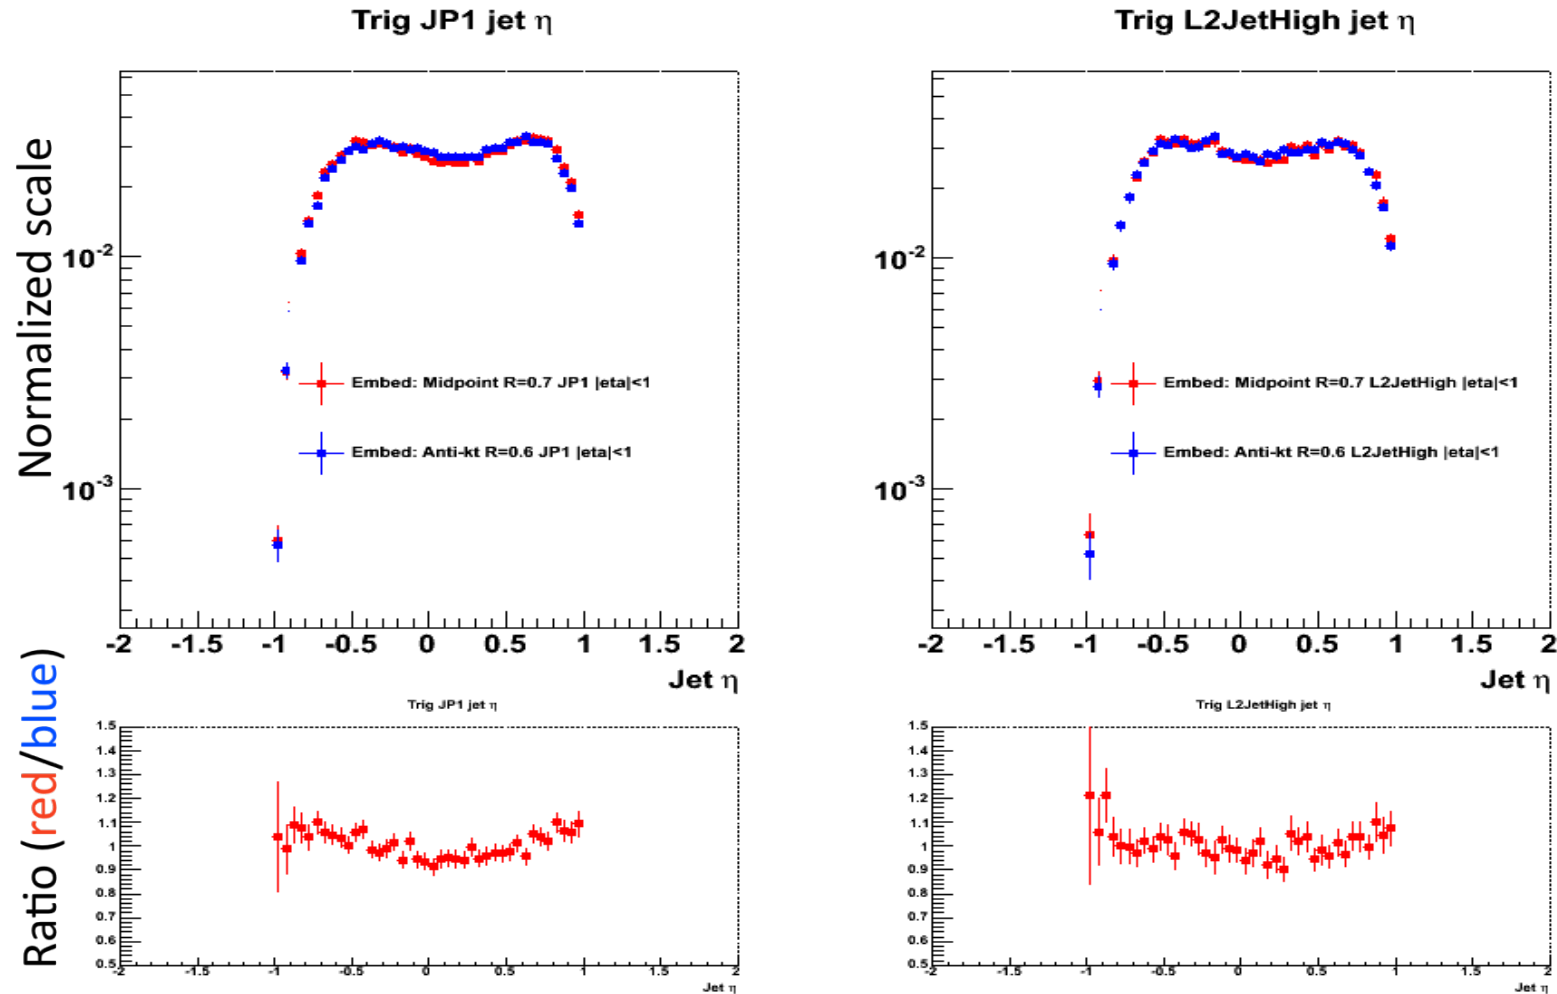 Trig JP1 jet η
Trig L2JetHigh jet η
Normalized scale
10-2
10-3
Embed: Midpoint R=0.7 JP1 |eta|<1
Embed: Anti-kt R=0.6 JP1 |eta|<1
-2 -1.5 -1 -0.5 0 0.5 1 1.5 2
Jet η
10-2
10-3
Embed: Midpoint R=0.7 L2JetHigh |eta|<1
Embed: Anti-kt R=0.6 L2JetHigh |eta|<1
-2 -1.5 -1 -0.5 0 0.5 1 1.5 2
Jet η
Ratio (red/blue)
Trig JP1 jet η
1.5
1.4
1.3
1.2
1.1
1
0.9
0.8
0.7
0.6
0.5
-2 -1.5 -1 -0.5 0 0.5 1 1.5 2
Jet η
Trig L2JetHigh jet η
1.5
1.4
1.3
1.2
1.1
1
0.9
0.8
0.7
0.6
0.5
-2 -1.5 -1 -0.5 0 0.5 1 1.5 2
Jet η